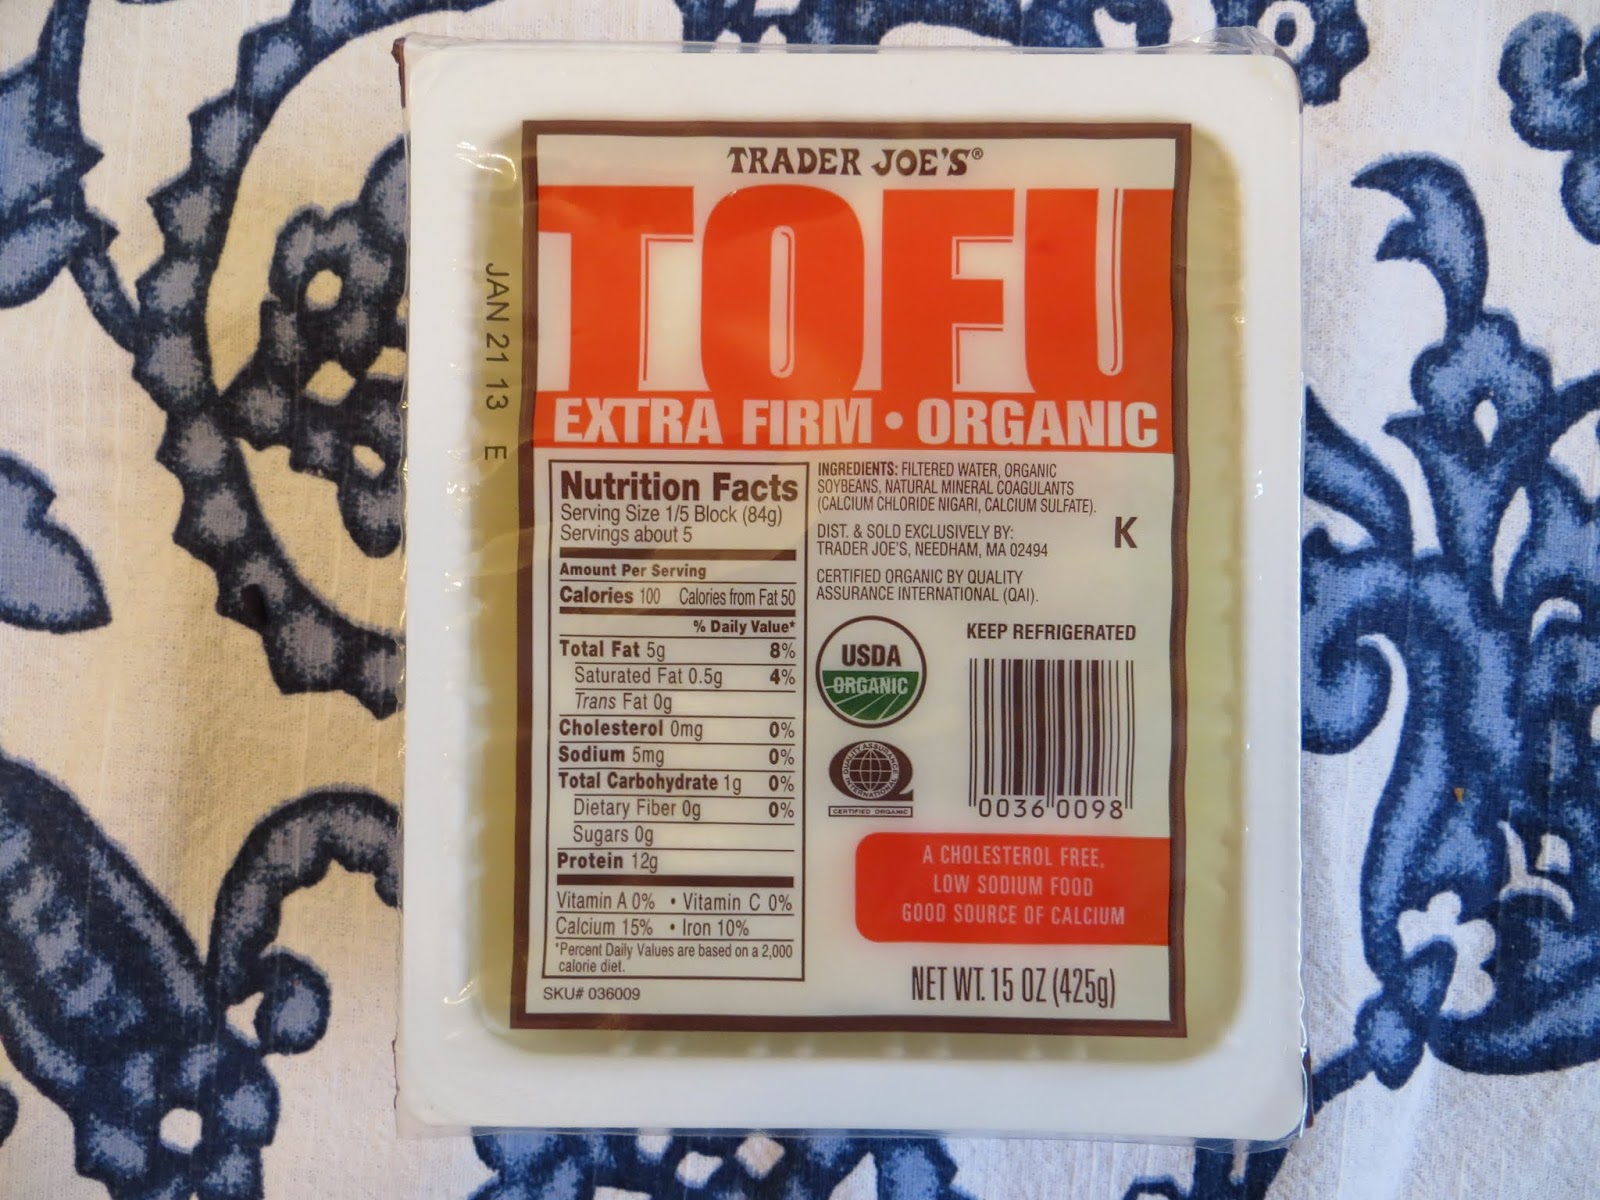 TRADER JOE'S®
TOFU
EXTRA FIRM • ORGANIC
JAN 21 13 E
Nutrition Facts
Serving Size 1/5 Block (84g)
Servings about 5
Amount Per Serving
Calories 100 Calories from Fat 50
% Daily Value*
Total Fat 5g 8%
Saturated Fat 0.5g 4%
Trans Fat 0g
Cholesterol 0mg 0%
Sodium 5mg 0%
Total Carbohydrate 1g 0%
Dietary Fiber 0g 0%
Sugars 0g
Protein 12g
Vitamin A 0% • Vitamin C 0%
Calcium 15% • Iron 10%
*Percent Daily Values are based on a 2,000
calorie diet.
SKU# 036009
INGREDIENTS: FILTERED WATER, ORGANIC
SOYBEANS, NATURAL MINERAL COAGULANTS
(CALCIUM CHLORIDE NIGARI, CALCIUM SULFATE).
DIST. & SOLD EXCLUSIVELY BY:
TRADER JOE'S, NEEDHAM, MA 02494
K
CERTIFIED ORGANIC BY QUALITY
ASSURANCE INTERNATIONAL (QAI).
USDA
ORGANIC
QUALITY ASSURANCE INTERNATIONAL
CERTIFIED ORGANIC
KEEP REFRIGERATED
0036 0098
A CHOLESTEROL FREE,
LOW SODIUM FOOD
GOOD SOURCE OF CALCIUM
NET WT. 15 OZ (425g)